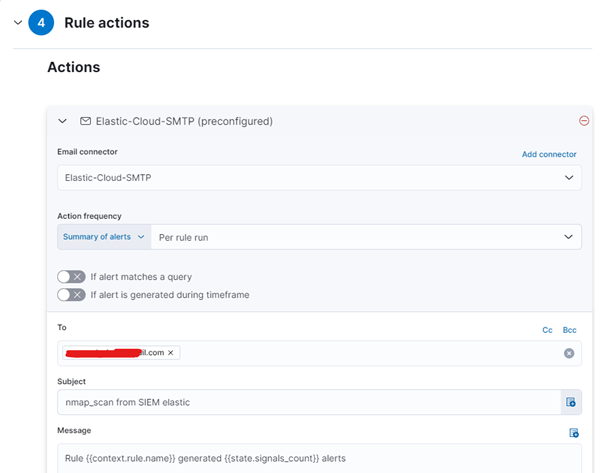 4 Rule actions
Actions
Elastic-Cloud-SMTP (preconfigured)
Email connector
Add connector
Elastic-Cloud-SMTP
Action frequency
Summary of alerts Per rule run
If alert matches a query
If alert is generated during timeframe
To
Cc Bcc
il.com
Subject
nmap_scan from SIEM elastic
Message
Rule {{context.rule.name}} generated {{state.signals_count}} alerts